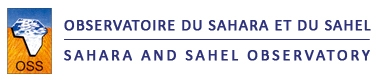 OSS
OBSERVATOIRE DU SAHARA ET DU SAHEL
SAHARA AND SAHEL OBSERVATORY